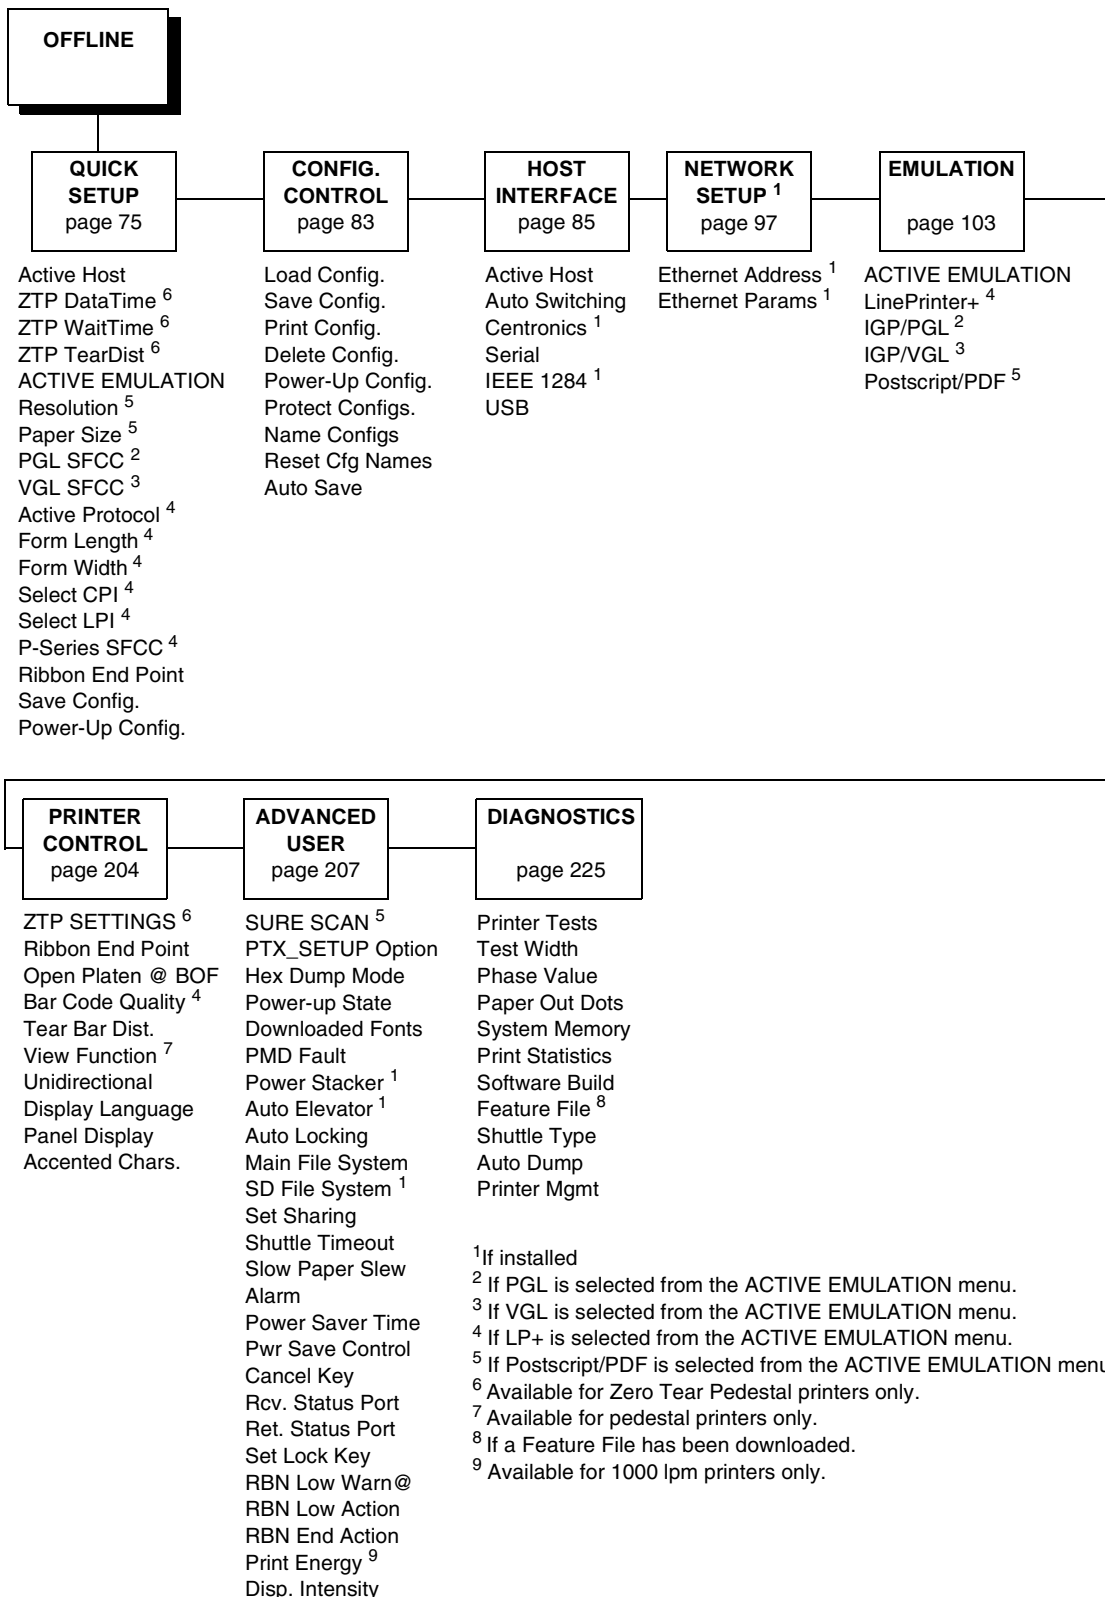 OFFLINE
QUICK
SETUP
page 75
Active Host
ZTP DataTime 6
ZTP WaitTime 6
ZTP TearDist 6
ACTIVE EMULATION
Resolution 5
Paper Size 5
PGL SFCC 2
VGL SFCC 3
Active Protocol 4
Form Length 4
Form Width 4
Select CPI 4
Select LPI 4
P-Series SFCC 4
Ribbon End Point
Save Config.
Power-Up Config.
CONFIG.
CONTROL
page 83
Load Config.
Save Config.
Print Config.
Delete Config.
Power-Up Config.
Protect Configs.
Name Configs
Reset Cfg Names
Auto Save
HOST
INTERFACE
page 85
Active Host
Auto Switching
Centronics 1
Serial
IEEE 1284 1
USB
NETWORK
SETUP 1
page 97
Ethernet Address 1
Ethernet Params 1
EMULATION
page 103
ACTIVE EMULATION
LinePrinter+ 4
IGP/PGL 2
IGP/VGL 3
Postscript/PDF 5
PRINTER
CONTROL
page 204
ZTP SETTINGS 6
Ribbon End Point
Open Platen @ BOF
Bar Code Quality 4
Tear Bar Dist.
View Function 7
Unidirectional
Display Language
Panel Display
Accented Chars.
ADVANCED
USER
page 207
SURE SCAN 5
PTX_SETUP Option
Hex Dump Mode
Power-up State
Downloaded Fonts
PMD Fault
Power Stacker 1
Auto Elevator 1
Auto Locking
Main File System
SD File System 1
Set Sharing
Shuttle Timeout
Slow Paper Slew
Alarm
Power Saver Time
Pwr Save Control
Cancel Key
Rcv. Status Port
Ret. Status Port
Set Lock Key
RBN Low Warn@
RBN Low Action
RBN End Action
Print Energy 9
Disp. Intensity
DIAGNOSTICS
page 225
Printer Tests
Test Width
Phase Value
Paper Out Dots
System Memory
Print Statistics
Software Build
Feature File 8
Shuttle Type
Auto Dump
Printer Mgmt
1If installed
2 If PGL is selected from the ACTIVE EMULATION menu.
3 If VGL is selected from the ACTIVE EMULATION menu.
4 If LP+ is selected from the ACTIVE EMULATION menu.
5 If Postscript/PDF is selected from the ACTIVE EMULATION menu
6 Available for Zero Tear Pedestal printers only.
7 Available for pedestal printers only.
8 If a Feature File has been downloaded.
9 Available for 1000 lpm printers only.